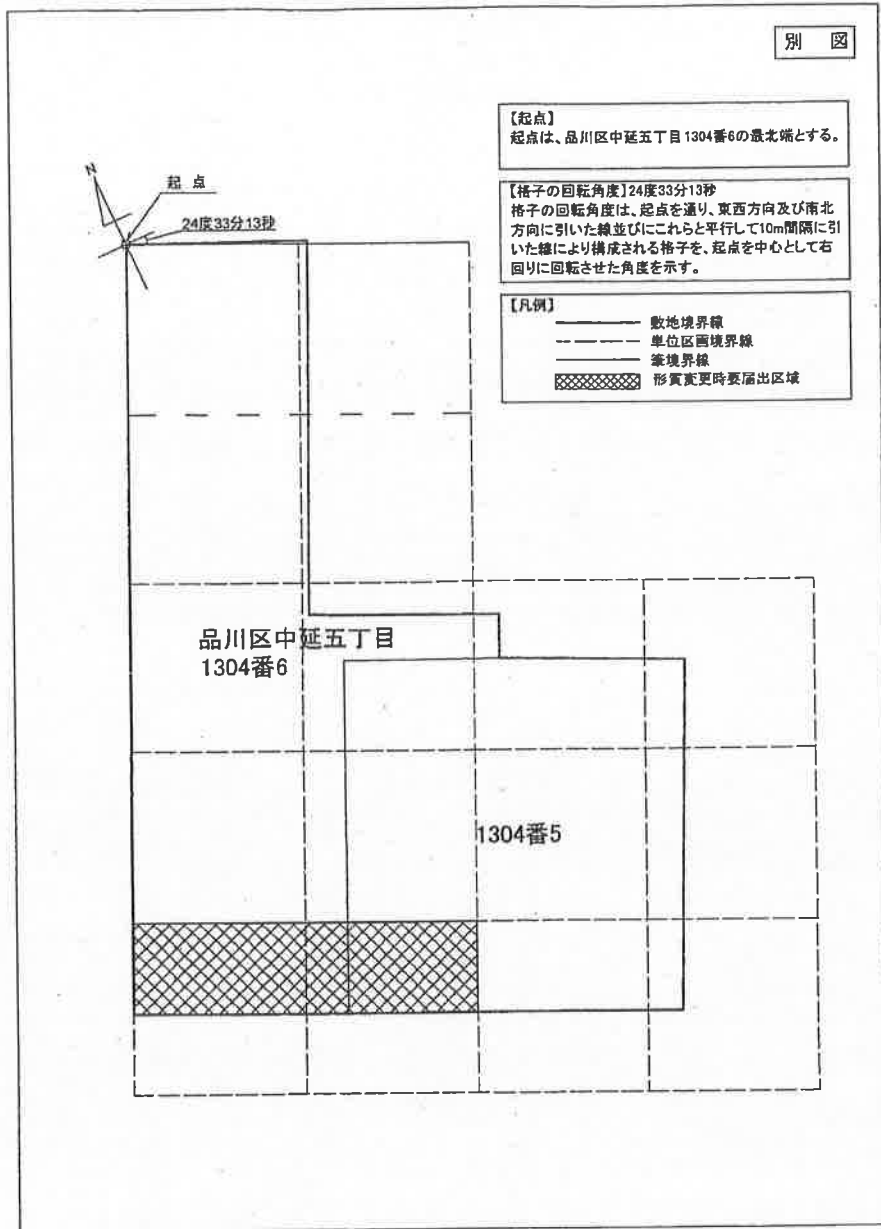 別 図
【起点】
起点は、品川区中延五丁目1304番6の最北端とする。
【格子の回転角度】24度33分13秒
格子の回転角度は、起点を通り、東西方向及び南北
方向に引いた線並びにこれらと平行して10m間隔に引
いた線により構成される格子を、起点を中心として右
回りに回転させた角度を示す。
【凡例】
敷地境界線
単位区画境界線
筆境界線
形質変更時要届出区域
N
起 点
24度33分13秒
品川区中延五丁目
1304番6
1304番5